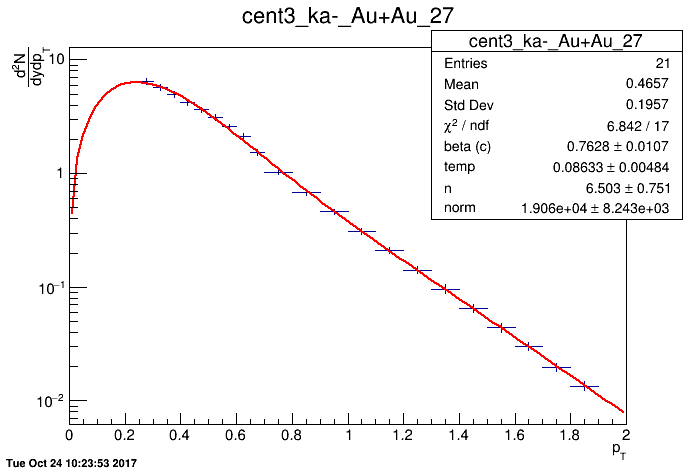 cent3_ka-_Au+Au_27
cent3_ka-_Au+Au_27
Entries 21
Mean 0.4657
Std Dev 0.1957
χ² / ndf 6.842 / 17
beta (c) 0.7628 ± 0.0107
temp 0.08633 ± 0.00484
n 6.503 ± 0.751
norm 1.906e+04 ± 8.243e+03
d²N
dydp_T
10
1
10⁻¹
10⁻²
0 0.2 0.4 0.6 0.8 1 1.2 1.4 1.6 1.8 2
p_T
Tue Oct 24 10:23:53 2017